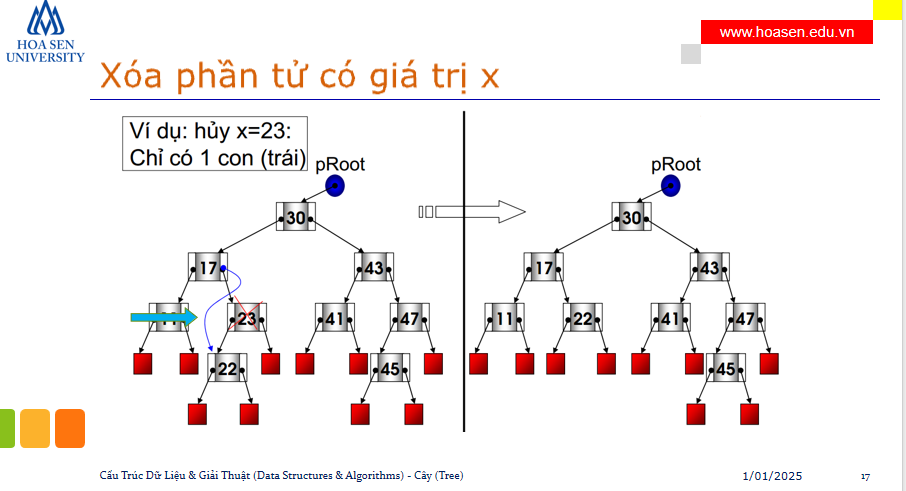 HOA SEN
UNIVERSITY
www.hoasen.edu.vn
Xóa phần tử có giá trị x
Ví dụ: hủy x=23:
Chỉ có 1 con (trái)
pRoot
30
17
43
23
41
47
22
45
pRoot
30
17
43
11
22
41
47
45
Cấu Trúc Dữ Liệu & Giải Thuật (Data Structures & Algorithms) - Cây (Tree)
1/01/2025
17